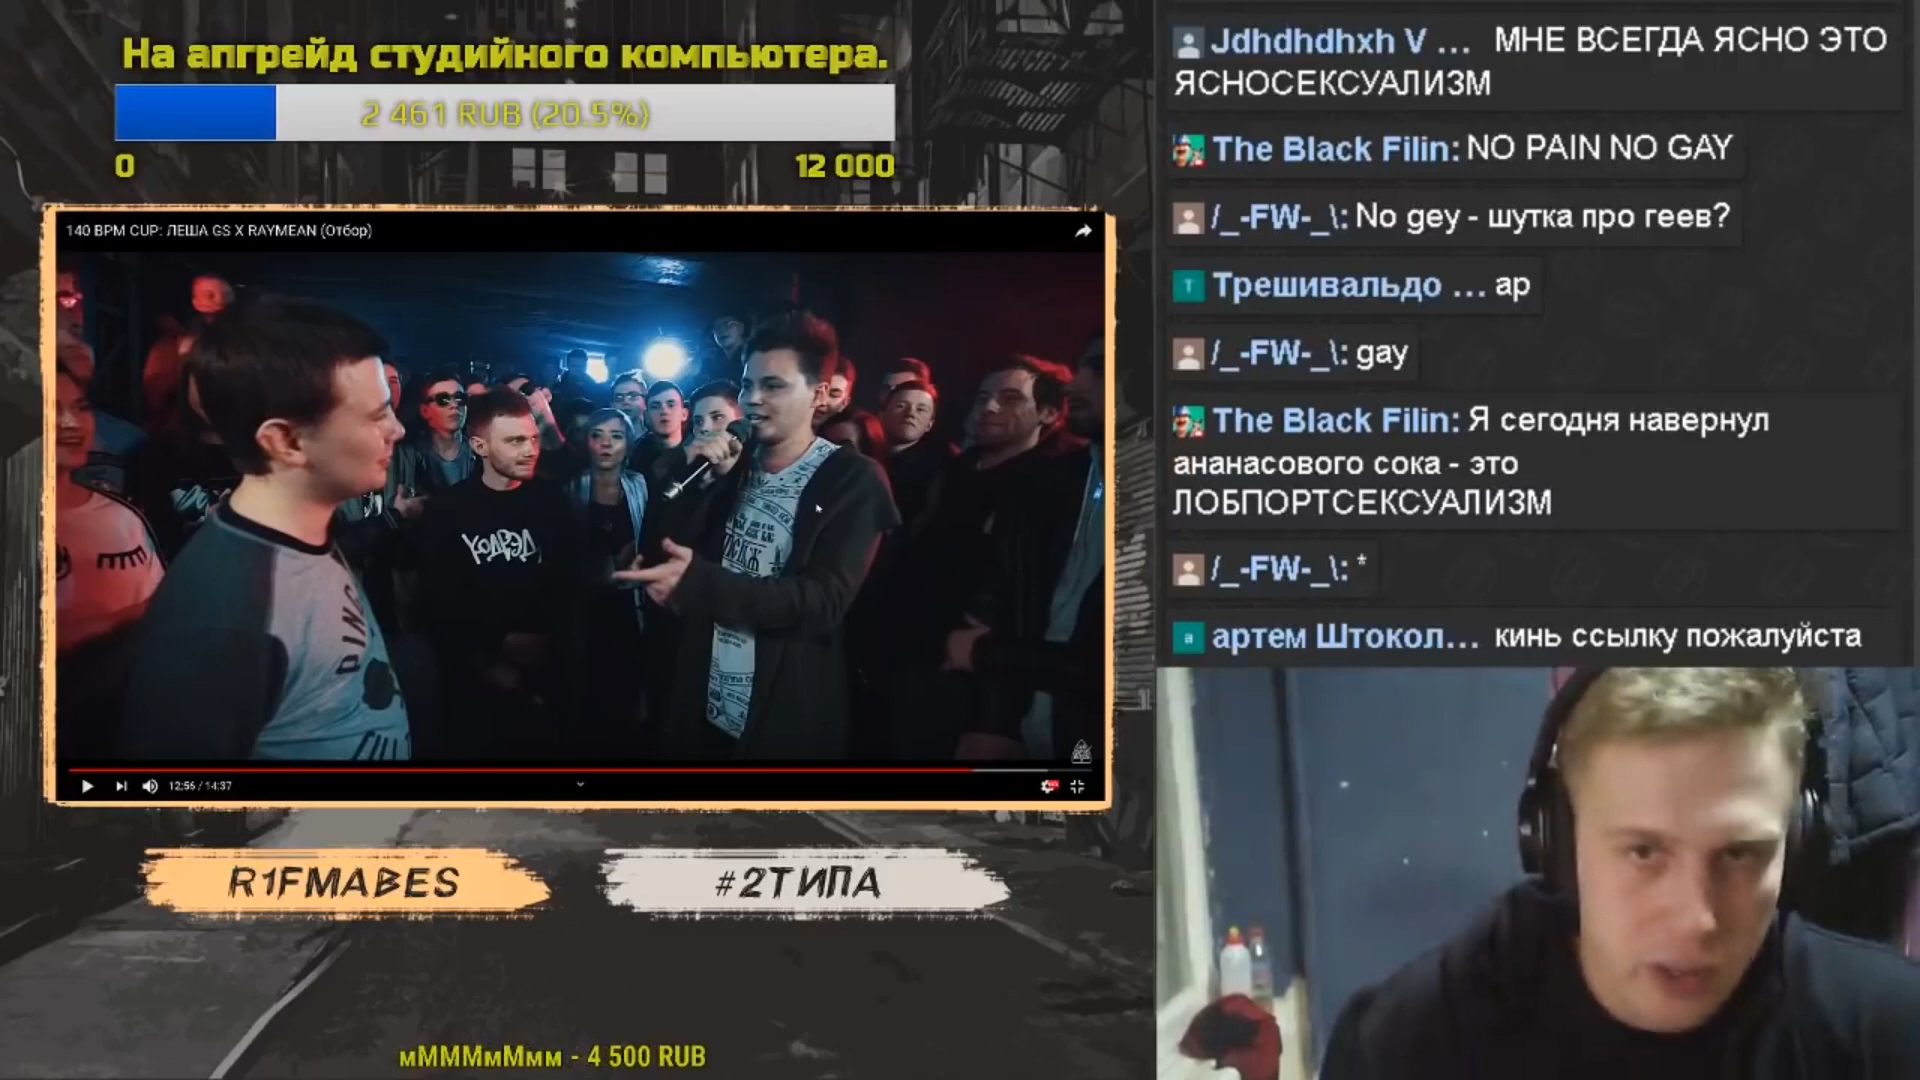 На апгрейд студийного компьютера.
2 461 RUB (20.5%)
0
12 000
140 BPM CUP: ЛЕША GS X RAYMEAN (Отбор)
КОДРЭД
12:56 / 14:37
R1FMABES
#2ТИПА
мММММмМмм - 4 500 RUB
Jdhdhdhxh V ... МНЕ ВСЕГДА ЯСНО ЭТО
ЯСНОСЕКСУАЛИЗМ
The Black Filin: NO PAIN NO GAY
/_-FW-_\: No gey - шутка про геев?
Т Трешивальдо ... ар
/_-FW-_\: gay
The Black Filin: Я сегодня навернул
ананасового сока - это
ЛОБПОРТСЕКСУАЛИЗМ
/_-FW-_\: *
а артем Штокол... кинь ссылку пожалуйста